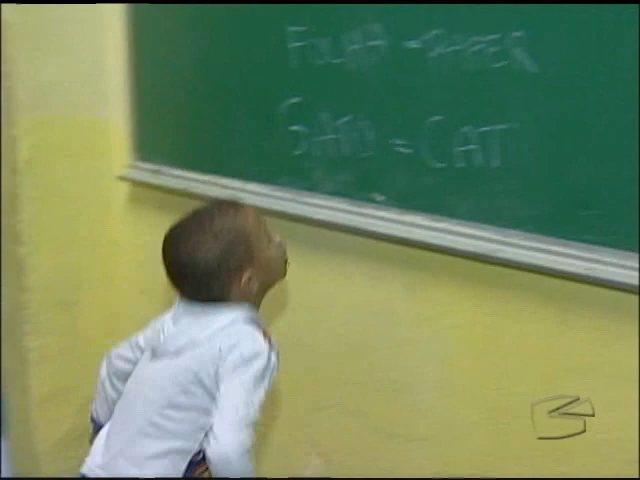 FOLHA = PAPER
GATO = CAT